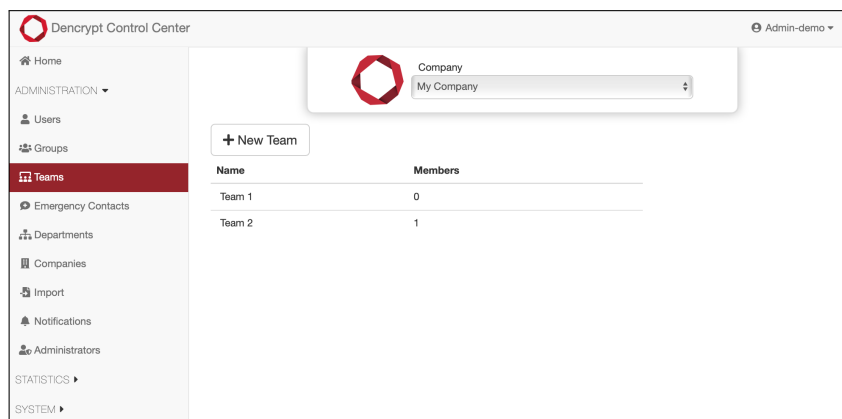 Dencrypt Control Center
Admin-demo
Home
ADMINISTRATION
Users
Groups
Teams
Emergency Contacts
Departments
Companies
Import
Notifications
Administrators
STATISTICS
SYSTEM
Company
My Company
+ New Team
Name Members
Team 1 0
Team 2 1